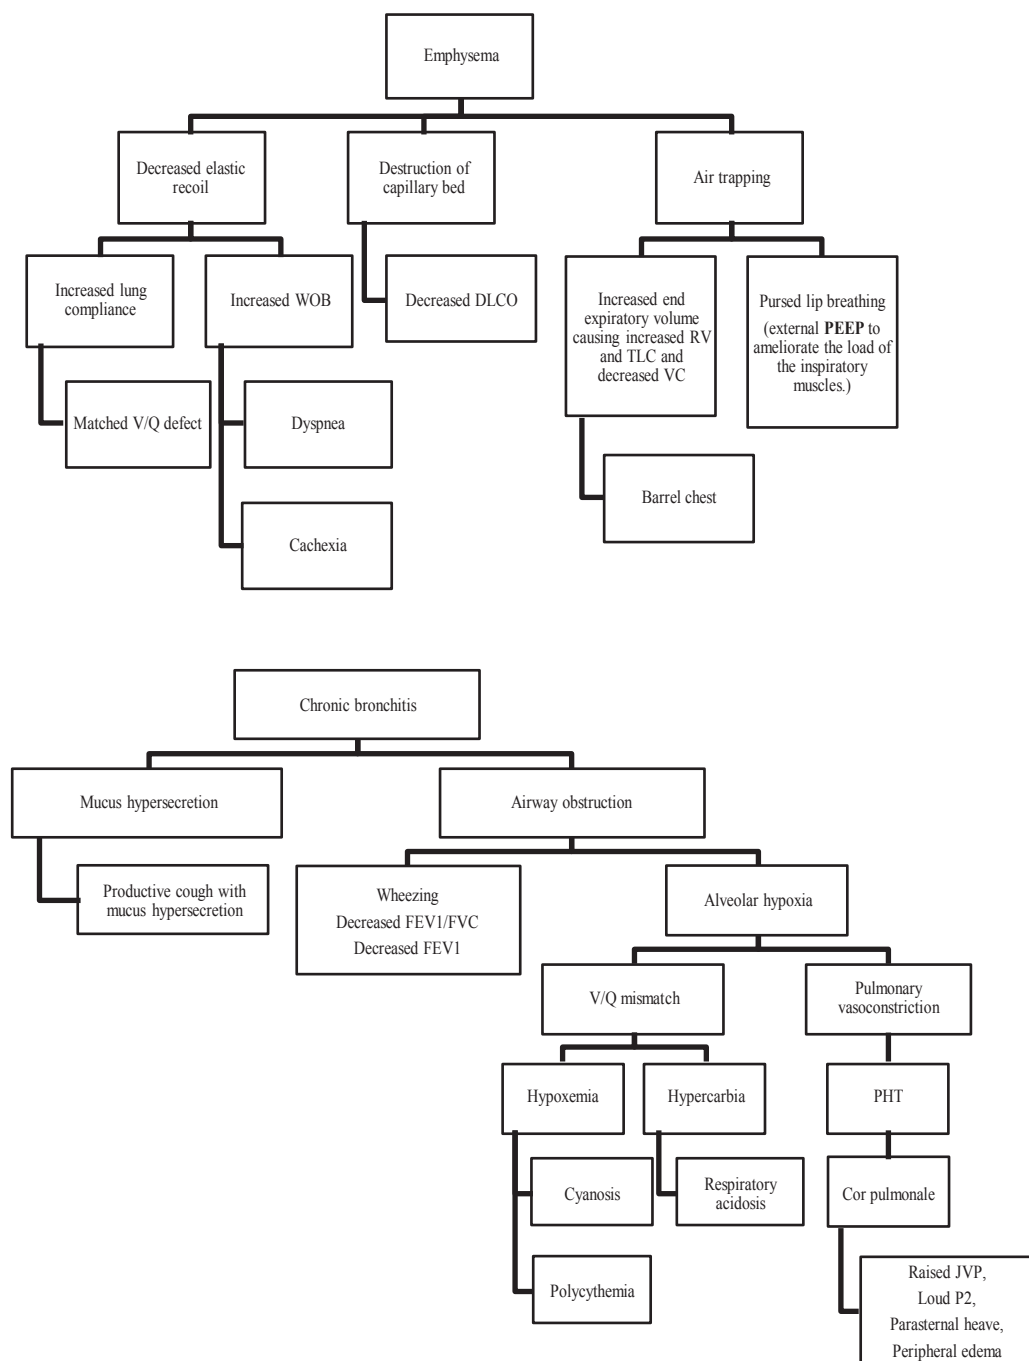 Emphysema
Decreased elastic
recoil
Destruction of
capillary bed
Air trapping
Increased lung
compliance
Increased WOB
Decreased DLCO
Increased end
expiratory volume
causing increased RV
and TLC and
decreased VC
Pursed lip breathing
(external PEEP to
ameliorate the load of
the inspiratory
muscles.)
Matched V/Q defect
Dyspnea
Barrel chest
Cachexia
Chronic bronchitis
Mucus hypersecretion
Airway obstruction
Productive cough with
mucus hypersecretion
Wheezing
Decreased FEV1/FVC
Decreased FEV1
Alveolar hypoxia
V/Q mismatch
Pulmonary
vasoconstriction
Hypoxemia
Hypercarbia
PHT
Cyanosis
Respiratory
acidosis
Cor pulmonale
Polycythemia
Raised JVP,
Loud P2,
Parasternal heave,
Peripheral edema